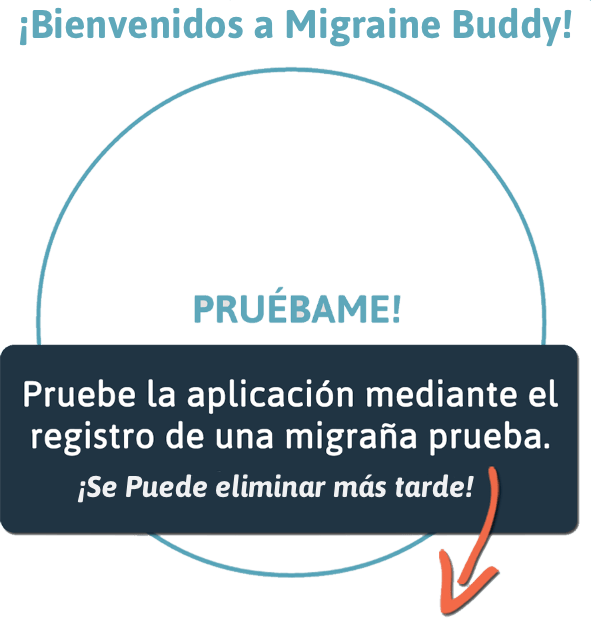 ¡Bienvenidos a Migraine Buddy!
PRUÉBAME!
Pruebe la aplicación mediante el
registro de una migraña prueba.
¡Se Puede eliminar más tarde!